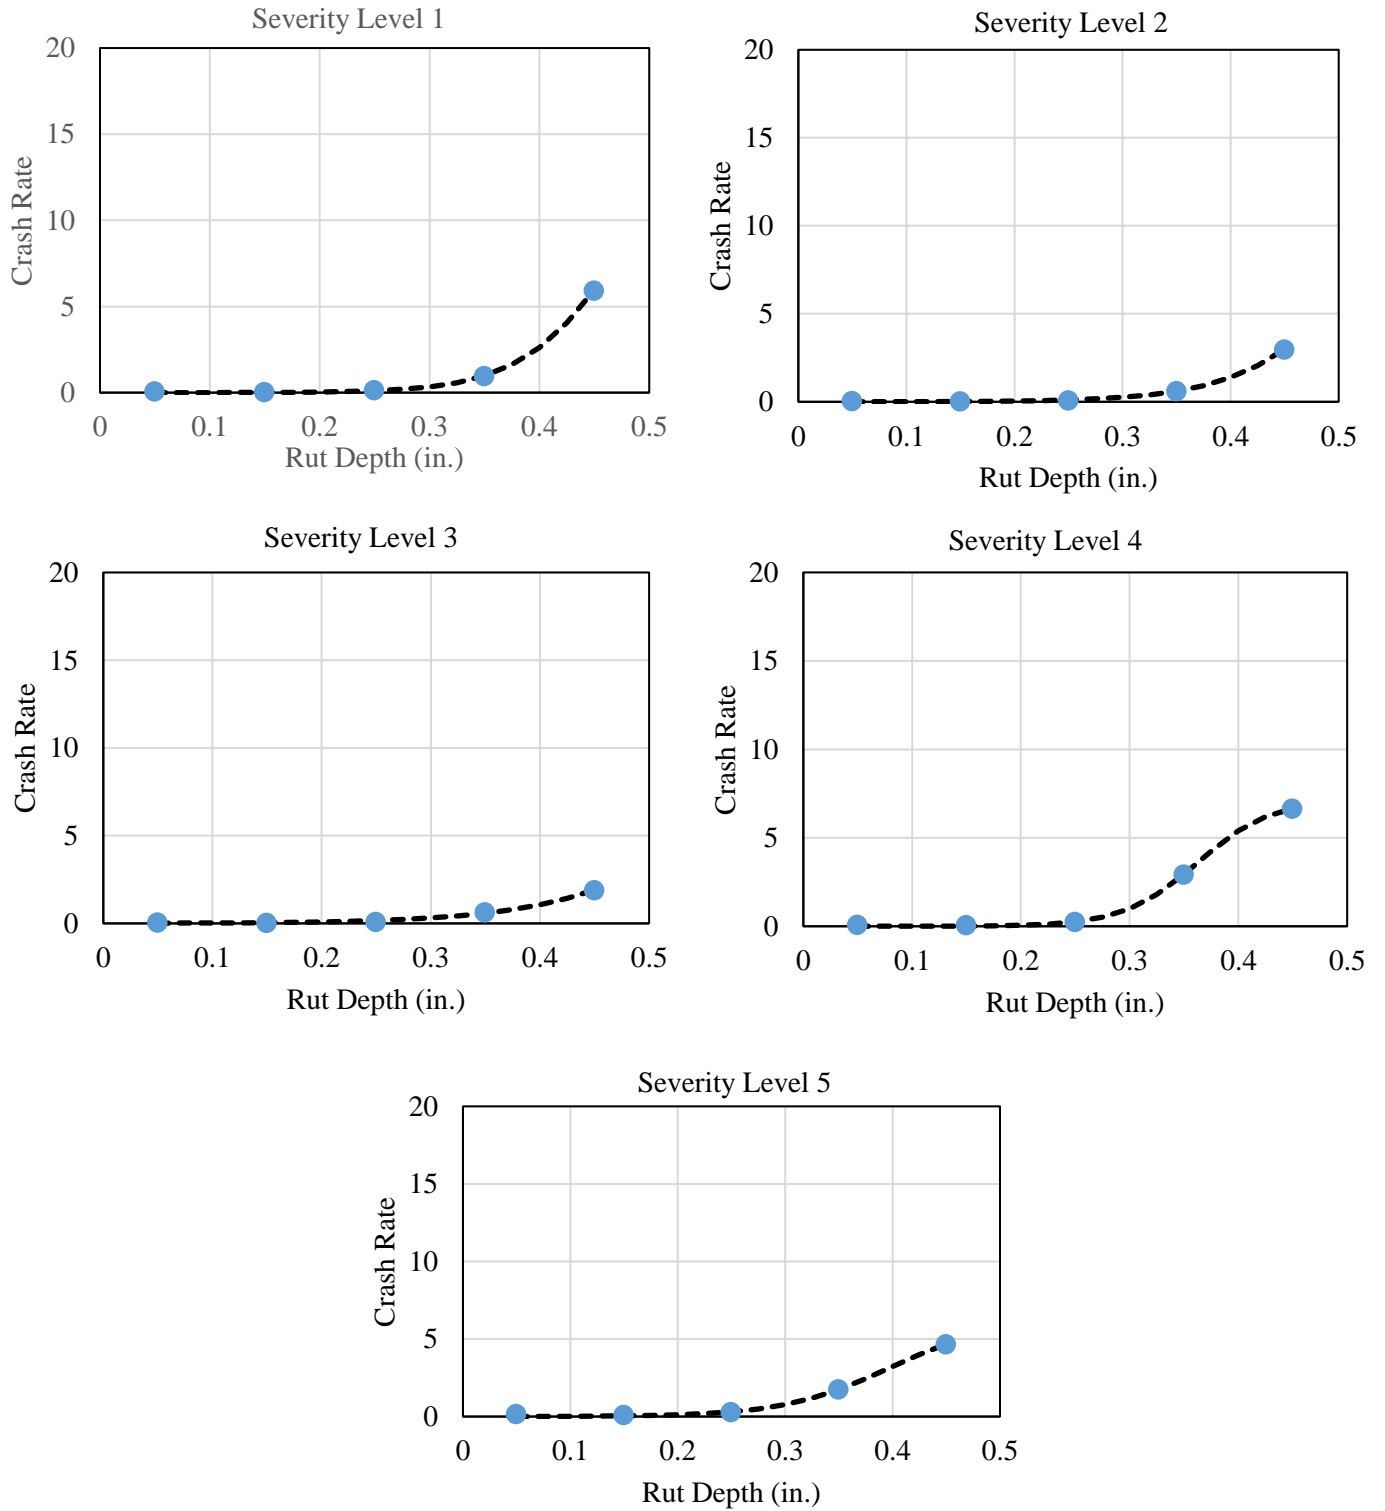 Severity Level 1
20
15
10
5
0
Crash Rate
0 0.1 0.2 0.3 0.4 0.5
Rut Depth (in.)
Severity Level 2
20
15
10
5
0
Crash Rate
0 0.1 0.2 0.3 0.4 0.5
Rut Depth (in.)
Severity Level 3
20
15
10
5
0
Crash Rate
0 0.1 0.2 0.3 0.4 0.5
Rut Depth (in.)
Severity Level 4
20
15
10
5
0
Crash Rate
0 0.1 0.2 0.3 0.4 0.5
Rut Depth (in.)
Severity Level 5
20
15
10
5
0
Crash Rate
0 0.1 0.2 0.3 0.4 0.5
Rut Depth (in.)